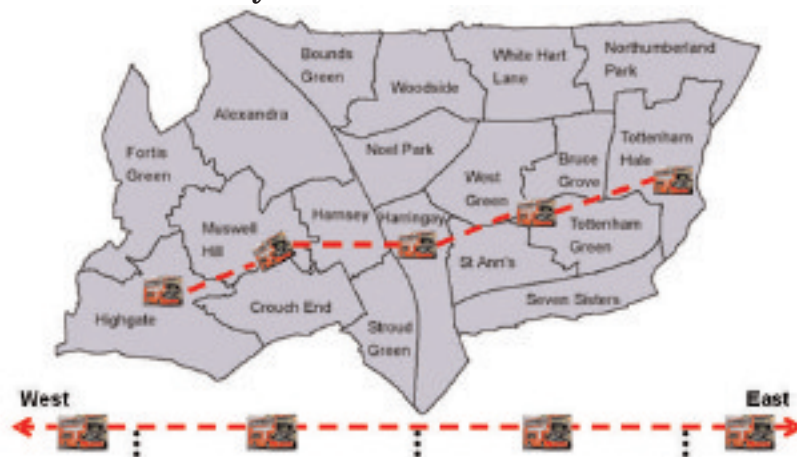 Bounds
Green
White Hart
Lane
Northumberland
Park
Woodside
Alexandra
Noel Park
Tottenham
Hale
Fortis
Green
West
Green
Bruce
Grove
Muswell
Hill
Hornsey
Harringay
Tottenham
Green
St Ann's
Highgate
Crouch End
Seven Sisters
Stroud
Green
West
East